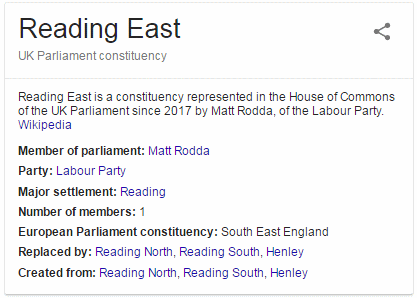 Reading East
UK Parliament constituency
Reading East is a constituency represented in the House of Commons
of the UK Parliament since 2017 by Matt Rodda, of the Labour Party.
Wikipedia
Member of parliament: Matt Rodda
Party: Labour Party
Major settlement: Reading
Number of members: 1
European Parliament constituency: South East England
Replaced by: Reading North, Reading South, Henley
Created from: Reading North, Reading South, Henley